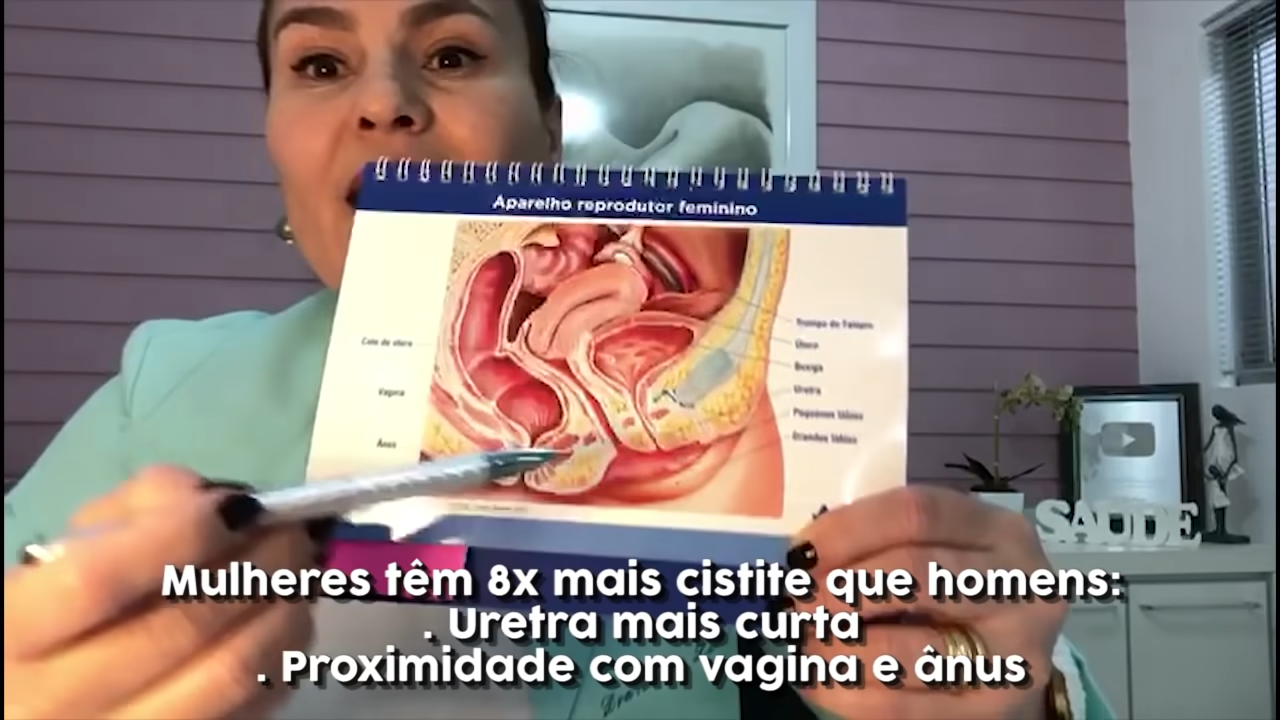 Aparelho reprodutor feminino
Colo do útero
Vagina
Ânus
Trompa de Falópio
Útero
Bexiga
Uretra
Pequenos lábios
Grandes lábios
SAÚDE
Mulheres têm 8x mais cistite que homens:
. Uretra mais curta
. Proximidade com vagina e ânus